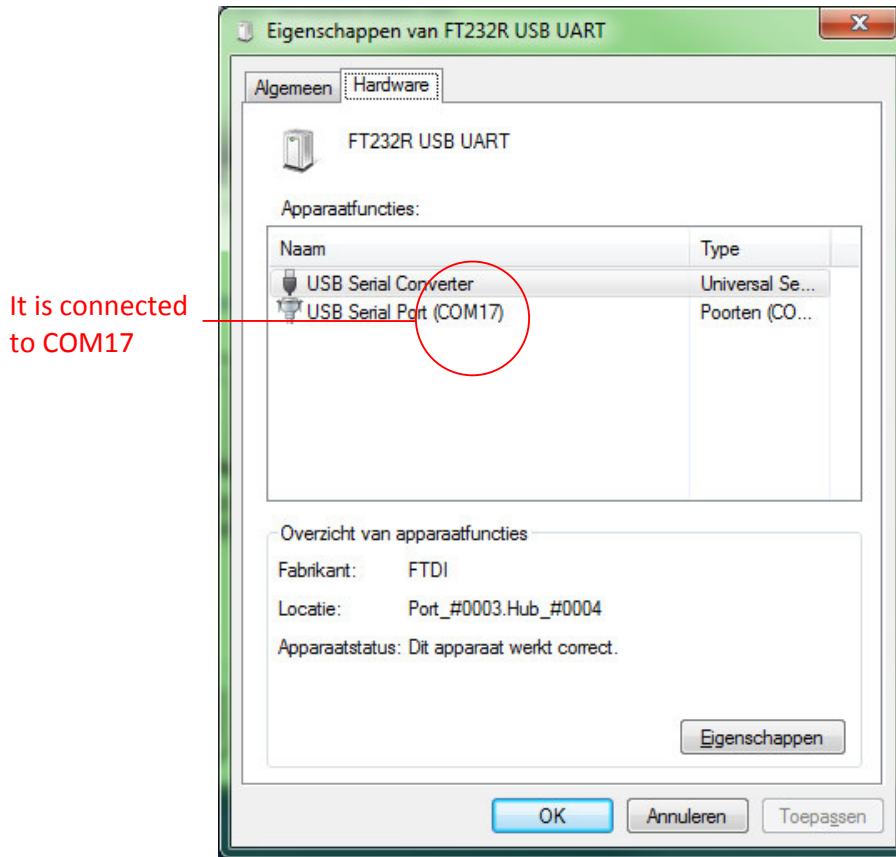 Eigenschappen van FT232R USB UART
Algemeen Hardware
FT232R USB UART
Apparaatfuncties:
Naam Type
USB Serial Converter Universal Se...
USB Serial Port (COM17) Poorten (CO...
It is connected
to COM17
Overzicht van apparaatfuncties
Fabrikant: FTDI
Locatie: Port_#0003.Hub_#0004
Apparaatstatus: Dit apparaat werkt correct.
Eigenschappen
OK Annuleren Toepassen